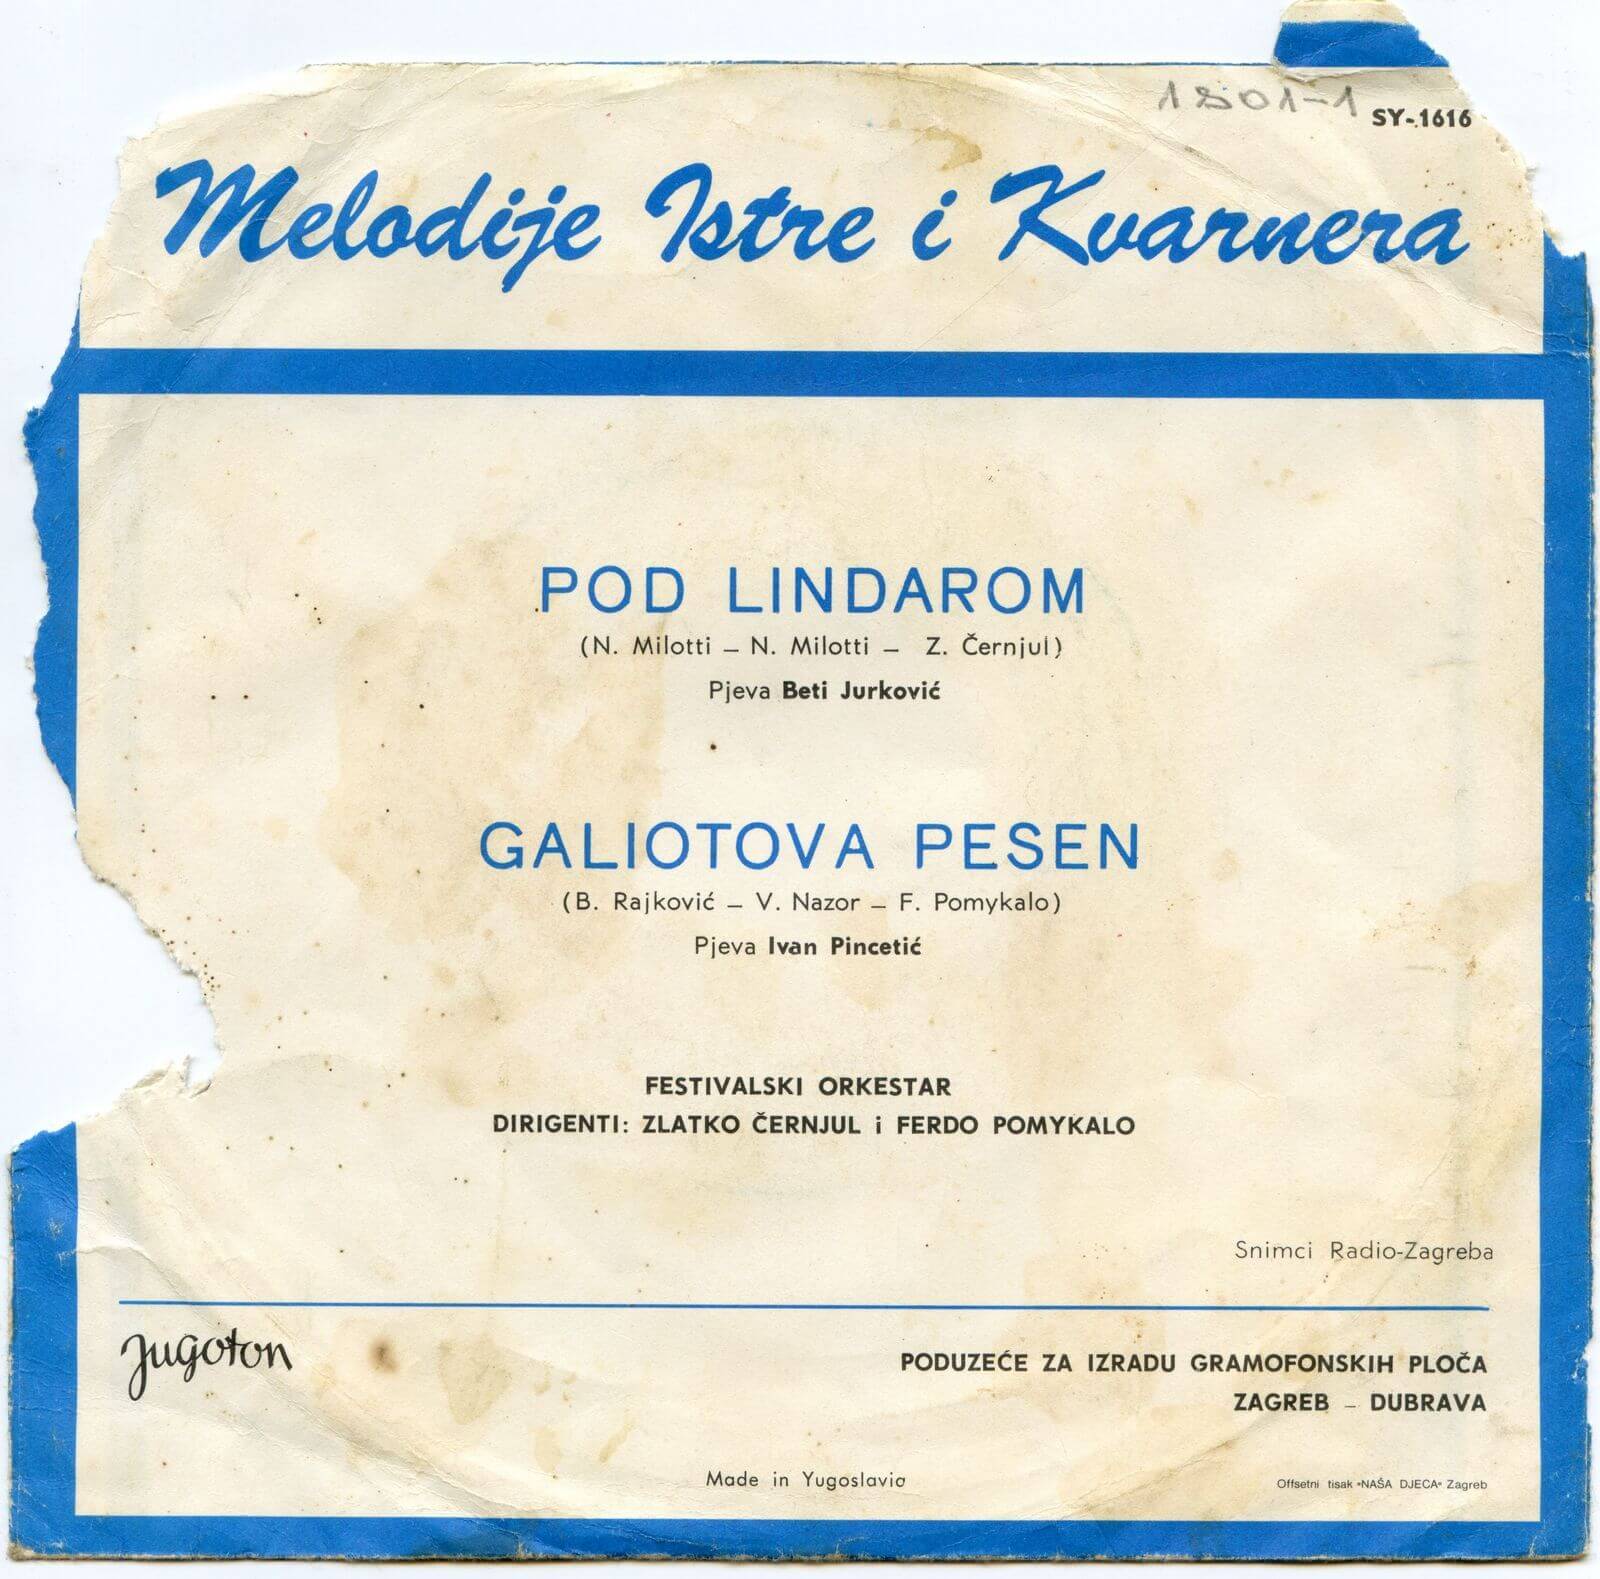 1801-1
SY-1616
Melodije Istre i Kvarnera
POD LINDAROM
(N. Milotti – N. Milotti – Z. Černjul)
Pjeva Beti Jurković
GALIOTOVA PESEN
(B. Rajković – V. Nazor – F. Pomykalo)
Pjeva Ivan Pincetić
FESTIVALSKI ORKESTAR
DIRIGENTI: ZLATKO ČERNJUL i FERDO POMYKALO
Snimci Radio-Zagreba
Jugoton
PODUZEĆE ZA IZRADU GRAMOFONSKIH PLOČA
ZAGREB – DUBRAVA
Made in Yugoslavia
Offsetni tisak »NAŠA DJECA« Zagreb